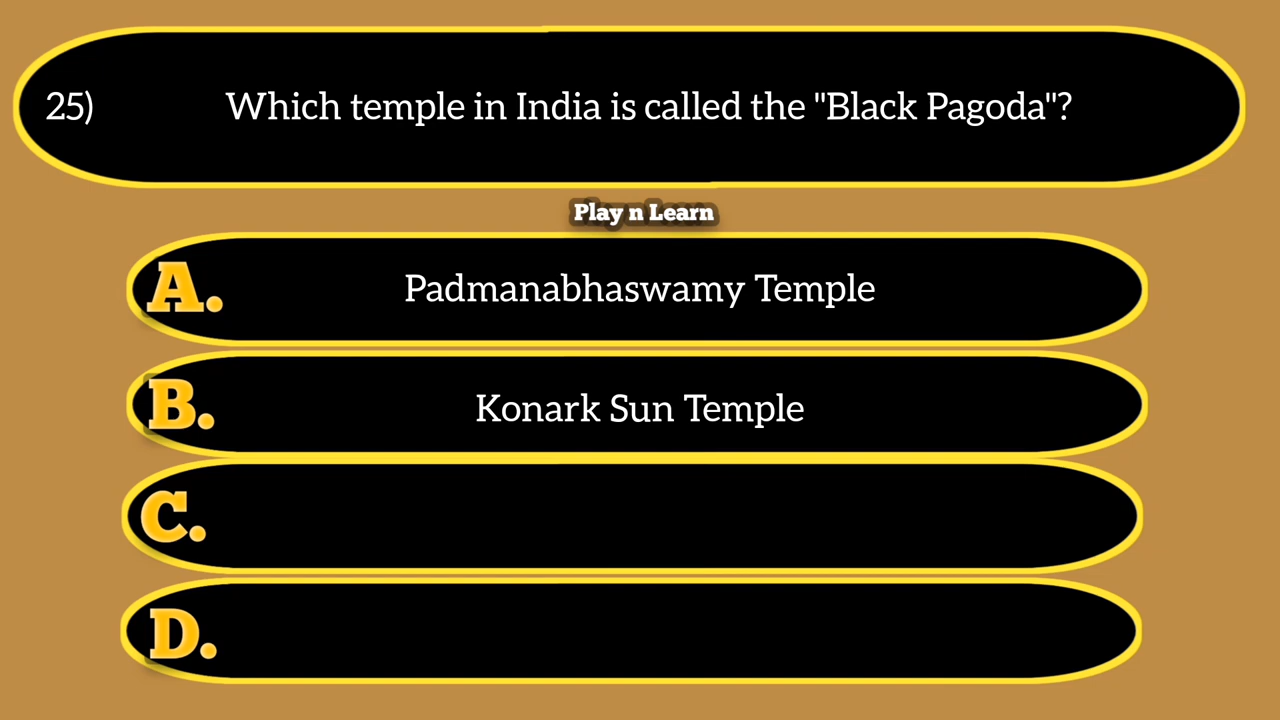 25) Which temple in India is called the "Black Pagoda"?
Play n Learn
A. Padmanabhaswamy Temple
B. Konark Sun Temple
C.
D.